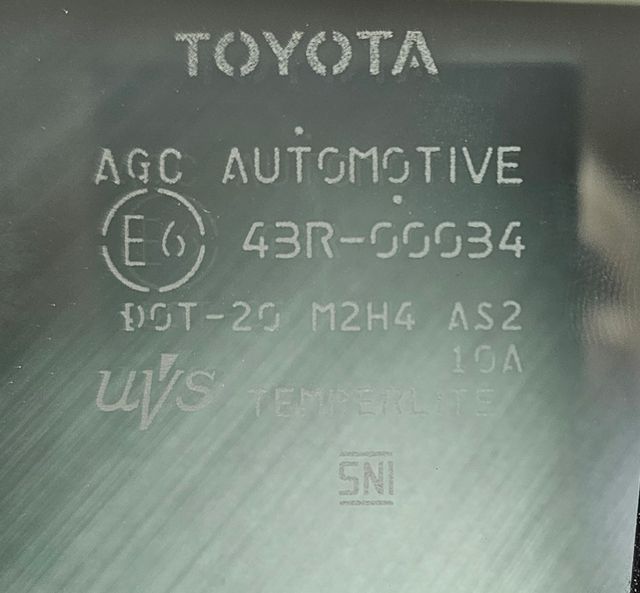 TOYOTA
AGC AUTOMOTIVE
E6 43R-00034
DOT-20 M2H4 AS2
10A
uvs TEMPERLITE
SNI